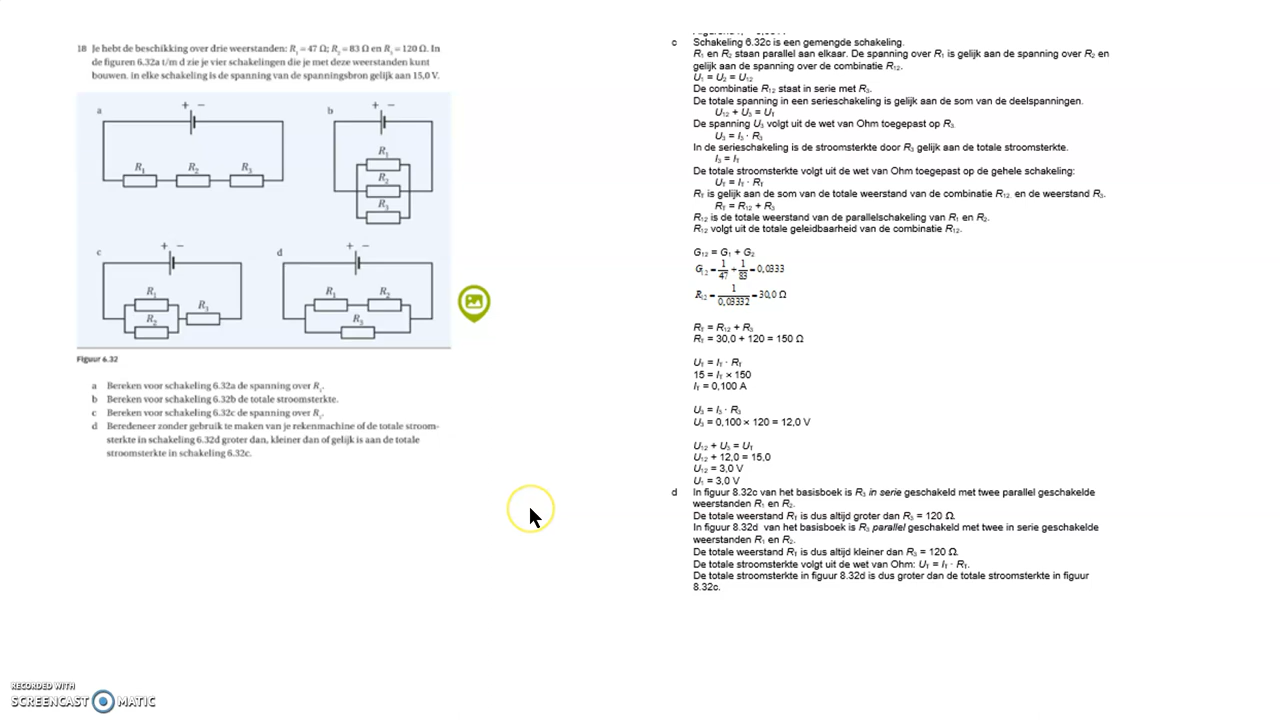 18 Je hebt de beschikking over drie weerstanden: R₁ = 47 Ω; R₂ = 83 Ω en R₃ = 120 Ω. In
de figuren 6.32a t/m d zie je vier schakelingen die je met deze weerstanden kunt
bouwen. in elke schakeling is de spanning van de spanningsbron gelijk aan 15,0 V.
a
+ −
R₁ R₂ R₃
b
+ −
R₁
R₂
R₃
c
+ −
R₁
R₃
R₂
d
+ −
R₁ R₂
R₃
Figuur 6.32
a Bereken voor schakeling 6.32a de spanning over R
b Bereken voor schakeling 6.32b de totale stroomsterkte.
c Bereken voor schakeling 6.32c de spanning over R
d Beredeneer zonder gebruik te maken van je rekenmachine of de totale stroom-
sterkte in schakeling 6.32d groter dan, kleiner dan of gelijk is aan de totale
stroomsterkte in schakeling 6.32c.
c Schakeling 6.32c is een gemengde schakeling.
R₁ en R₂ staan parallel aan elkaar. De spanning over R₁ is gelijk aan de spanning over R₂ en
gelijk aan de spanning over de combinatie R₁₂.
U₁ = U₂ = U₁₂
De combinatie R₁₂ staat in serie met R₃.
De totale spanning in een serieschakeling is gelijk aan de som van de deelspanningen.
U₁₂ + U₃ = Uₜ
De spanning U₃ volgt uit de wet van Ohm toegepast op R₃.
U₃ = I₃ · R₃
In de serieschakeling is de stroomsterkte door R₃ gelijk aan de totale stroomsterkte.
I₃ = Iₜ
De totale stroomsterkte volgt uit de wet van Ohm toegepast op de gehele schakeling:
Uₜ = Iₜ · Rₜ
Rₜ is gelijk aan de som van de totale weerstand van de combinatie R₁₂ en de weerstand R₃.
Rₜ = R₁₂ + R₃
R₁₂ is de totale weerstand van de parallelschakeling van R₁ en R₂.
R₁₂ volgt uit de totale geleidbaarheid van de combinatie R₁₂.
G₁₂ = G₁ + G₂
G₁₂ = 1/47 + 1/83 = 0,0333
R₁₂ = 1/0,03332 = 30,0 Ω
Rₜ = R₁₂ + R₃
Rₜ = 30,0 + 120 = 150 Ω
Uₜ = Iₜ · Rₜ
15 = Iₜ × 150
Iₜ = 0,100 A
U₃ = I₃ · R₃
U₃ = 0,100 × 120 = 12,0 V
U₁₂ + U₃ = Uₜ
U₁₂ + 12,0 = 15,0
U₁₂ = 3,0 V
U₁ = 3,0 V
d In figuur 8.32c van het basisboek is R₃ in serie geschakeld met twee parallel geschakelde
weerstanden R₁ en R₂.
De totale weerstand Rₜ is dus altijd groter dan R₃ = 120 Ω.
In figuur 8.32d van het basisboek is R₃ parallel geschakeld met twee in serie geschakelde
weerstanden R₁ en R₂.
De totale weerstand Rₜ is dus altijd kleiner dan R₃ = 120 Ω.
De totale stroomsterkte volgt uit de wet van Ohm: Uₜ = Iₜ · Rₜ.
De totale stroomsterkte in figuur 8.32d is dus groter dan de totale stroomsterkte in figuur
8.32c.
RECORDED WITH
SCREENCAST MATIC